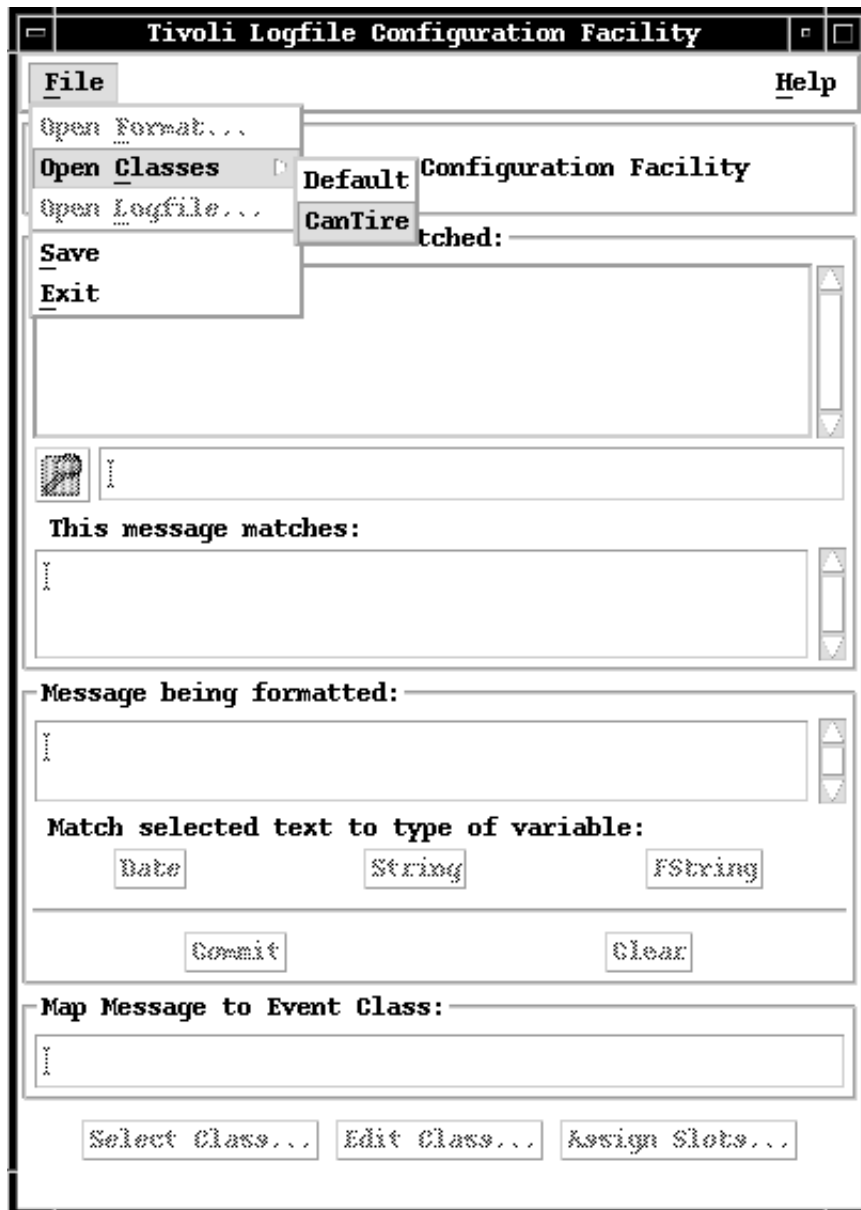 Tivoli Logfile Configuration Facility
File Help
Open Format...
Open Classes Default Configuration Facility
Open Logfile... CanTire
tched:
Save
Exit
This message matches:
Message being formatted:
Match selected text to type of variable:
Date String FString
Commit Clear
Map Message to Event Class:
Select Class... Edit Class... Assign Slots...